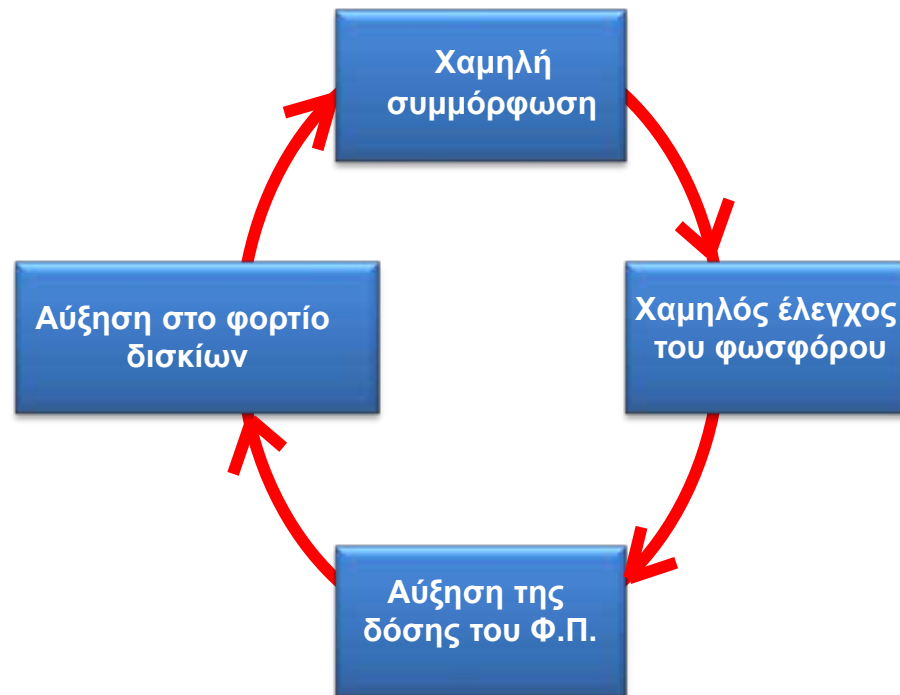 Χαμηλή
συμμόρφωση
Αύξηση στο φορτίο
δισκίων
Χαμηλός έλεγχος
του φωσφόρου
Αύξηση της
δόσης του Φ.Π.